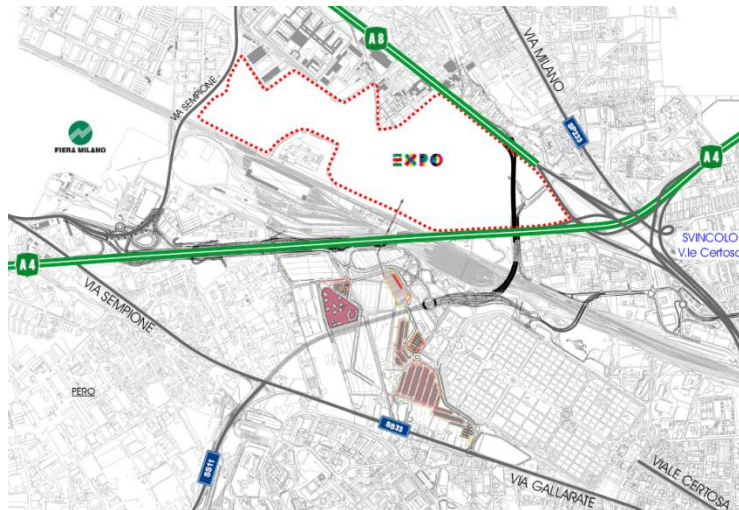 A8
VIA MILANO
VIA SEMPIONE
SP233
FIERA MILANO
EXPO
A4
SVINCOLO
V.le Certosa
A4
VIA SEMPIONE
PERO
SS33
SS11
VIA GALLARATE
VIALE CERTOSA